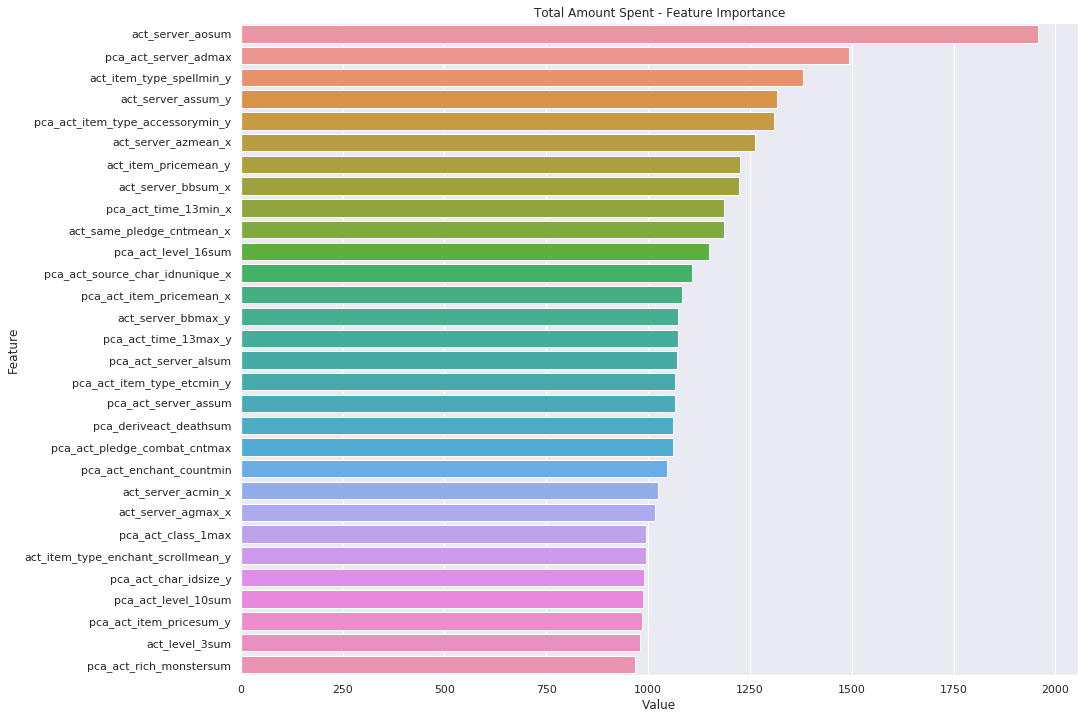 Total Amount Spent - Feature Importance
Feature
act_server_aosum
pca_act_server_admax
act_item_type_spellmin_y
act_server_assum_y
pca_act_item_type_accessorymin_y
act_server_azmean_x
act_item_pricemean_y
act_server_bbsum_x
pca_act_time_13min_x
act_same_pledge_cntmean_x
pca_act_level_16sum
pca_act_source_char_idnunique_x
pca_act_item_pricemean_x
act_server_bbmax_y
pca_act_time_13max_y
pca_act_server_alsum
pca_act_item_type_etcmin_y
pca_act_server_assum
pca_deriveact_deathsum
pca_act_pledge_combat_cntmax
pca_act_enchant_countmin
act_server_acmin_x
act_server_agmax_x
pca_act_class_1max
act_item_type_enchant_scrollmean_y
pca_act_char_idsize_y
pca_act_level_10sum
pca_act_item_pricesum_y
act_level_3sum
pca_act_rich_monstersum
0 250 500 750 1000 1250 1500 1750 2000
Value